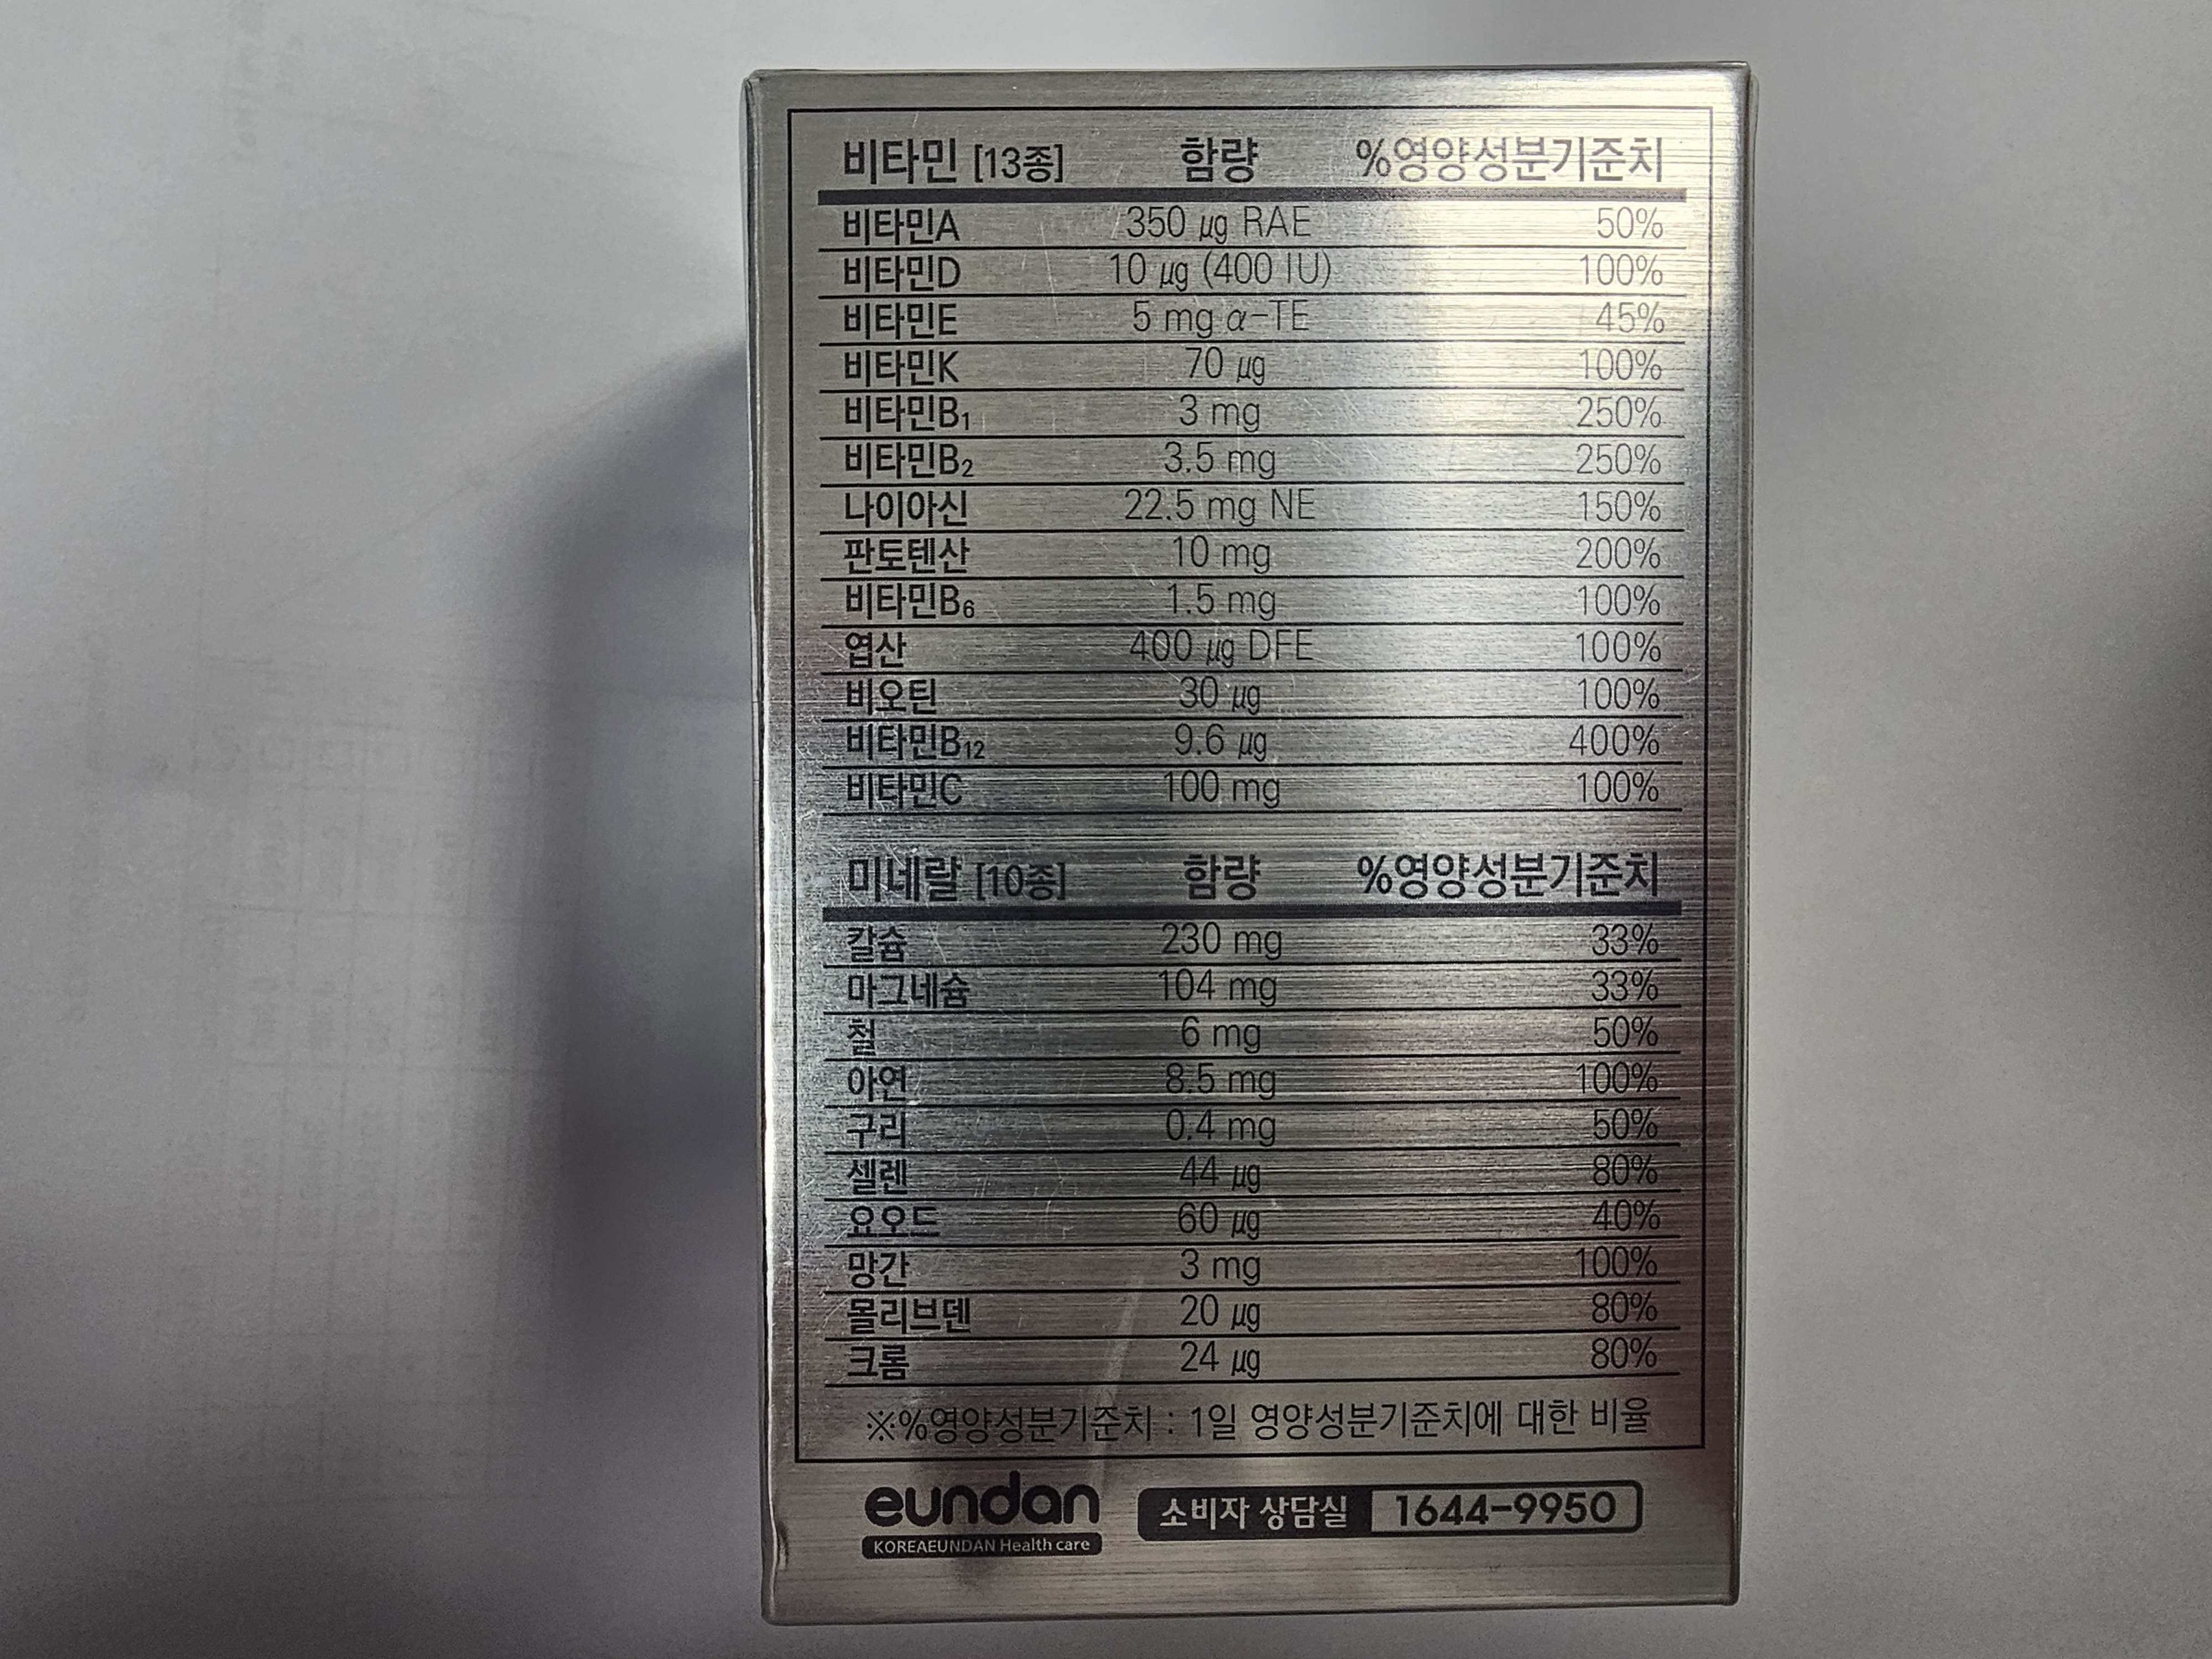 비타민 [13종] 함량 %영양성분기준치
비타민A 350 μg RAE 50%
비타민D 10 μg (400 IU) 100%
비타민E 5 mg α-TE 45%
비타민K 70 μg 100%
비타민B₁ 3 mg 250%
비타민B₂ 3.5 mg 250%
나이아신 22.5 mg NE 150%
판토텐산 10 mg 200%
비타민B₆ 1.5 mg 100%
엽산 400 μg DFE 100%
비오틴 30 μg 100%
비타민B₁₂ 9.6 μg 400%
비타민C 100 mg 100%
미네랄 [10종] 함량 %영양성분기준치
칼슘 230 mg 33%
마그네슘 104 mg 33%
철 6 mg 50%
아연 8.5 mg 100%
구리 0.4 mg 50%
셀렌 44 μg 80%
요오드 60 μg 40%
망간 3 mg 100%
몰리브덴 20 μg 80%
크롬 24 μg 80%
※%영양성분기준치 : 1일 영양성분기준치에 대한 비율
eundan 소비자 상담실 1644-9950
KOREAEUNDAN Health care